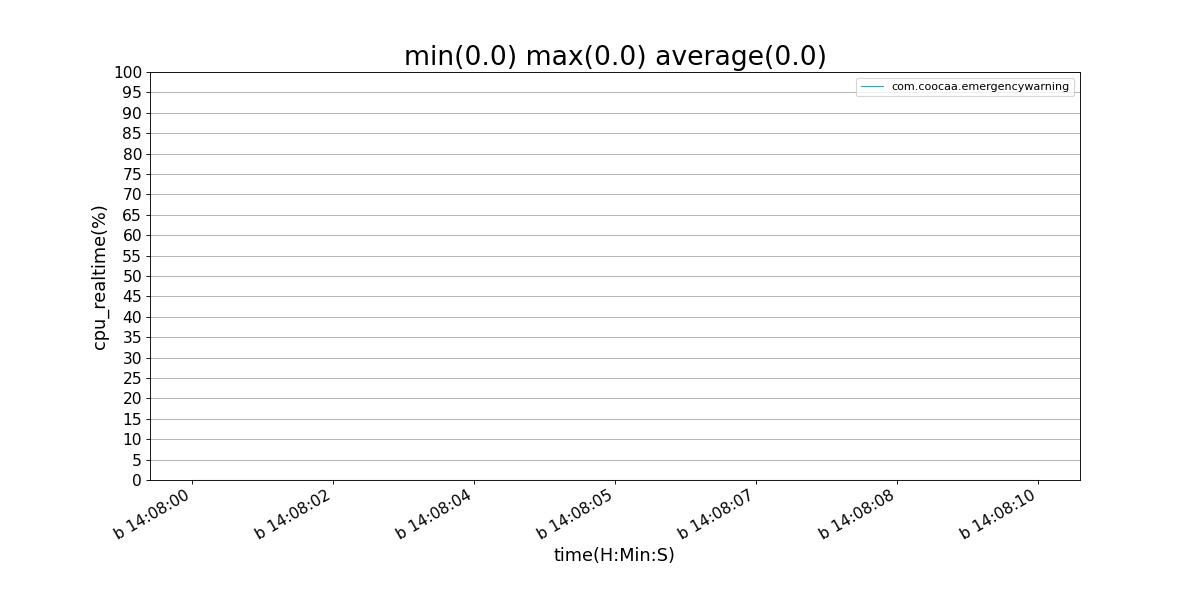 min(0.0) max(0.0) average(0.0)
com.coocaa.emergencywarning
cpu_realtime(%)
100
95
90
85
80
75
70
65
60
55
50
45
40
35
30
25
20
15
10
5
0
b 14:08:00
b 14:08:02
b 14:08:04
b 14:08:05
b 14:08:07
b 14:08:08
b 14:08:10
time(H:Min:S)